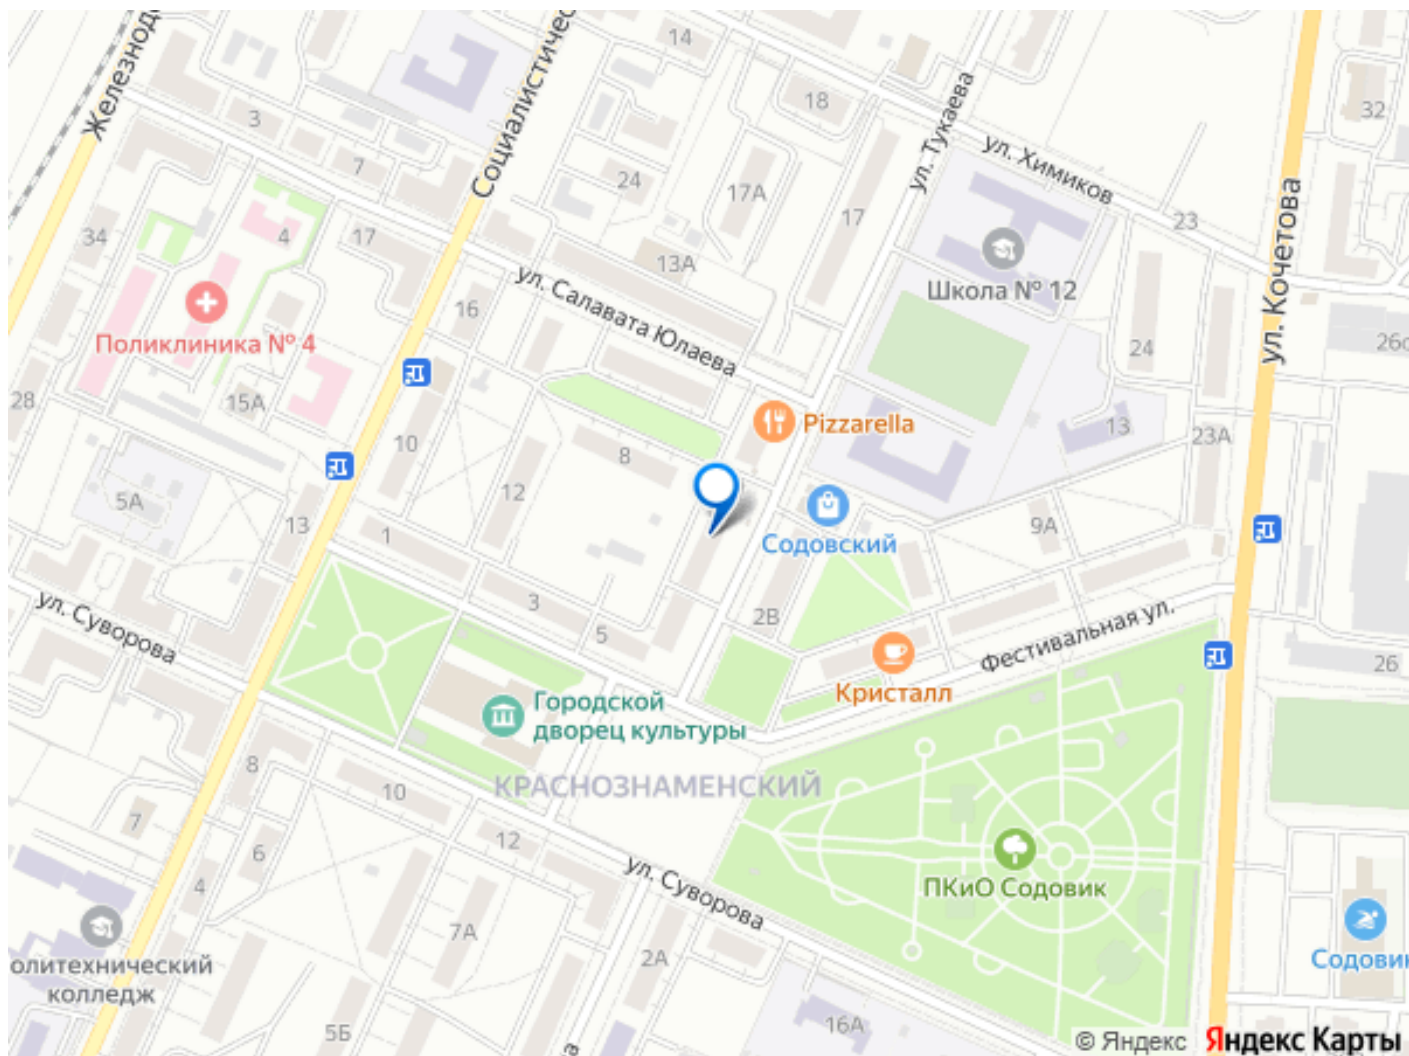 Железнод
Социалистичес
14
18
ул. Тукаева
ул. Химиков
32
3
7
24
17А
17
23
ул. Кочетова
34
4
17
13А
Школа № 12
16
ул. Салавата Юлаева
Поликлиника № 4
24
26с
28
15А
10
8
Pizzarella
13
23А
5А
12
13
1
Содовский
9А
3
5
2В
ул. Суворова
Фестивальная ул.
Кристалл
26
Городской
дворец культуры
КРАСНОЗНАМЕНСКИЙ
8
10
7
6
12
4
ул. Суворова
ПКиО Содовик
7А
2А
олитехнический
колледж
Содовик
5Б
16А
а
© Яндекс Яндекс Карты